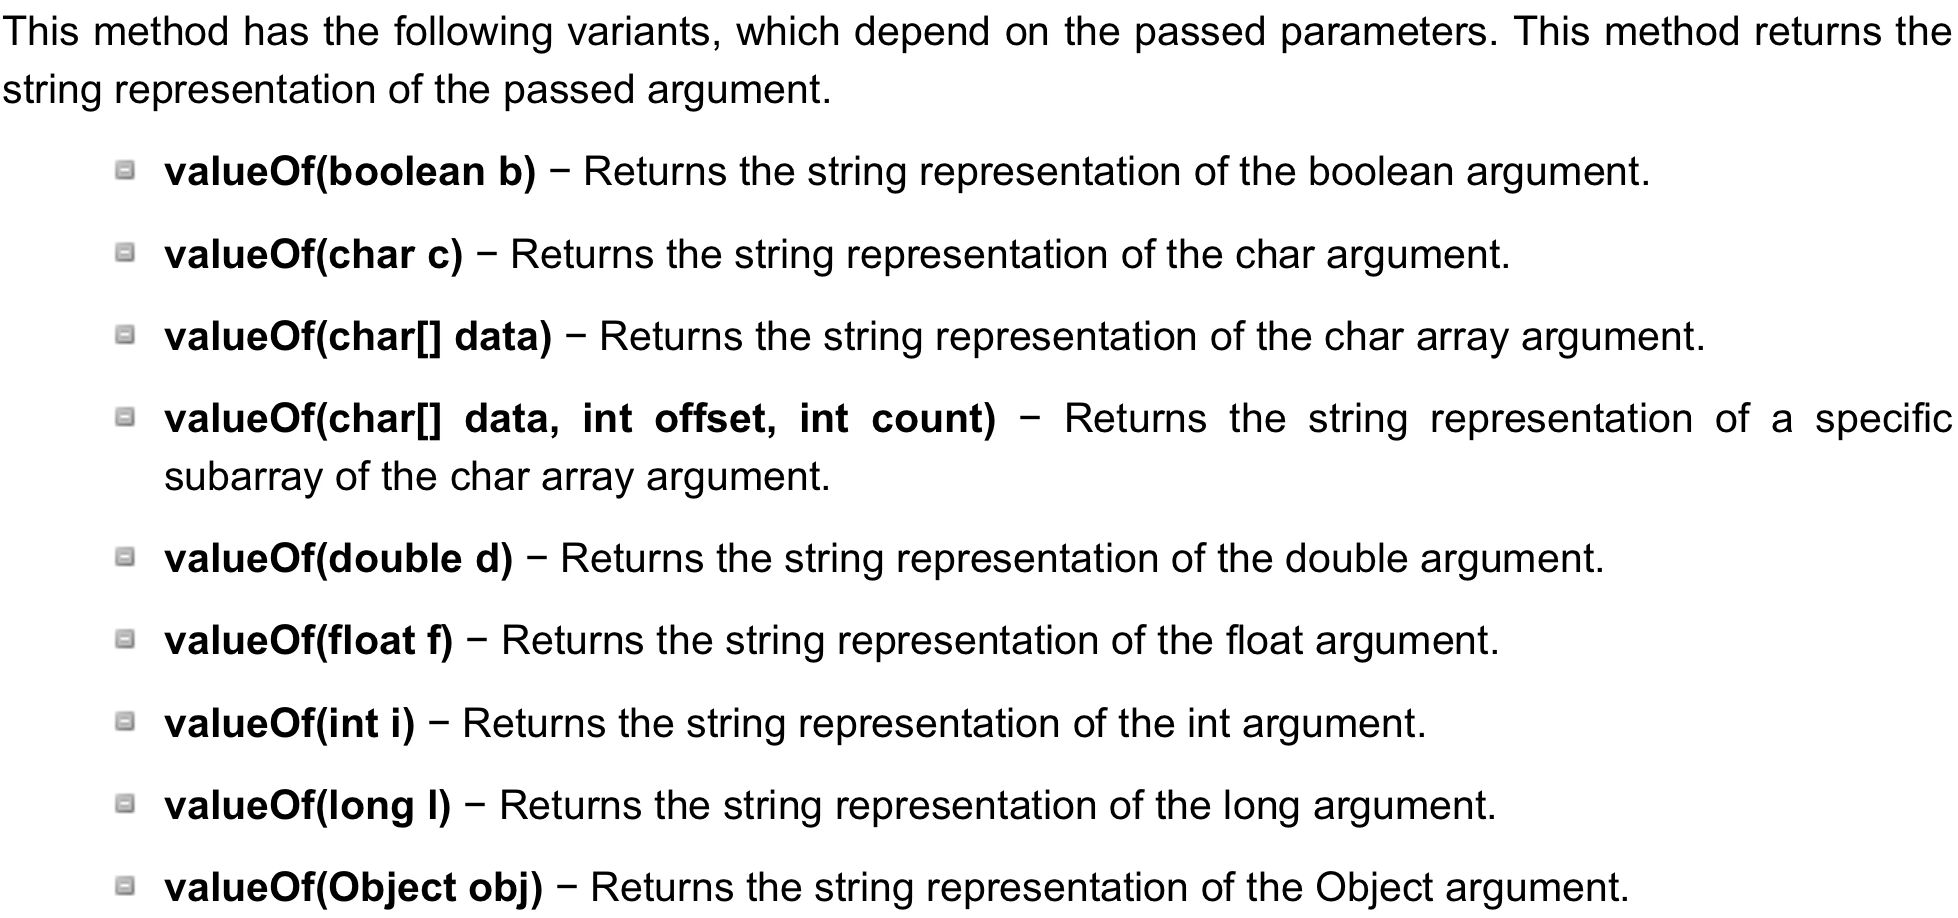 This method has the following variants, which depend on the passed parameters. This method returns the
string representation of the passed argument.
valueOf(boolean b) − Returns the string representation of the boolean argument.
valueOf(char c) − Returns the string representation of the char argument.
valueOf(char[] data) − Returns the string representation of the char array argument.
valueOf(char[] data, int offset, int count) − Returns the string representation of a specific
subarray of the char array argument.
valueOf(double d) − Returns the string representation of the double argument.
valueOf(float f) − Returns the string representation of the float argument.
valueOf(int i) − Returns the string representation of the int argument.
valueOf(long l) − Returns the string representation of the long argument.
valueOf(Object obj) − Returns the string representation of the Object argument.